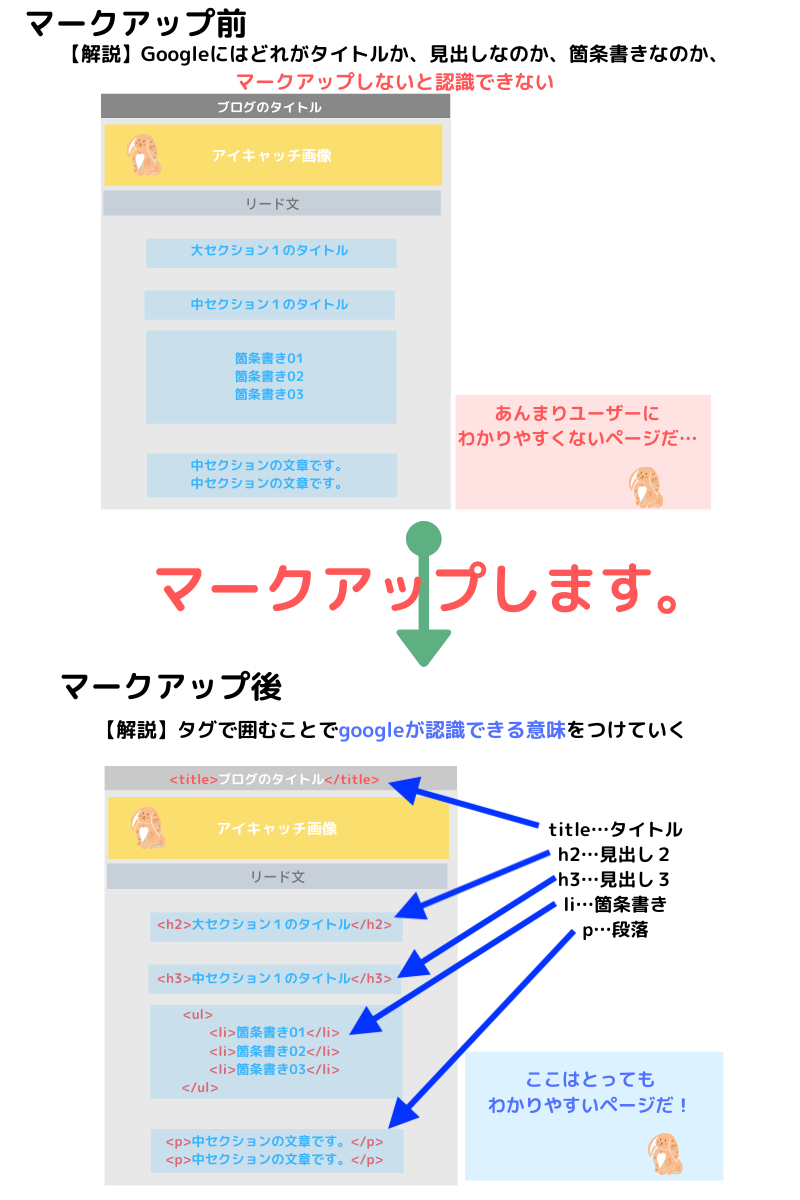 マークアップ前
【解説】Googleにはどれがタイトルか、見出しなのか、箇条書きなのか、
マークアップしないと認識できない
ブログのタイトル
アイキャッチ画像
リード文
大セクション１のタイトル
中セクション１のタイトル
箇条書き01
箇条書き02
箇条書き03
中セクションの文章です。
中セクションの文章です。
あんまりユーザーに
わかりやすくないページだ…
マークアップします。
マークアップ後
【解説】タグで囲むことでgoogleが認識できる意味をつけていく
<title>ブログのタイトル</title>
アイキャッチ画像
リード文
<h2>大セクション１のタイトル</h2>
<h3>中セクション１のタイトル</h3>
<ul>
<li>箇条書き01</li>
<li>箇条書き02</li>
<li>箇条書き03</li>
</ul>
<p>中セクションの文章です。</p>
<p>中セクションの文章です。</p>
title…タイトル
h2…見出し２
h3…見出し３
li…箇条書き
p…段落
ここはとっても
わかりやすいページだ！